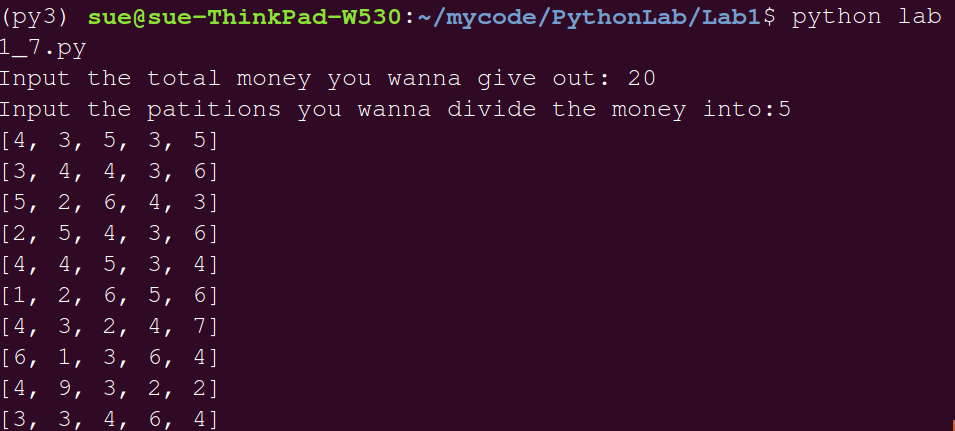 (py3) sue@sue-ThinkPad-W530:~/mycode/PythonLab/Lab1$ python lab
1_7.py
Input the total money you wanna give out: 20
Input the patitions you wanna divide the money into:5
[4, 3, 5, 3, 5]
[3, 4, 4, 3, 6]
[5, 2, 6, 4, 3]
[2, 5, 4, 3, 6]
[4, 4, 5, 3, 4]
[1, 2, 6, 5, 6]
[4, 3, 2, 4, 7]
[6, 1, 3, 6, 4]
[4, 9, 3, 2, 2]
[3, 3, 4, 6, 4]